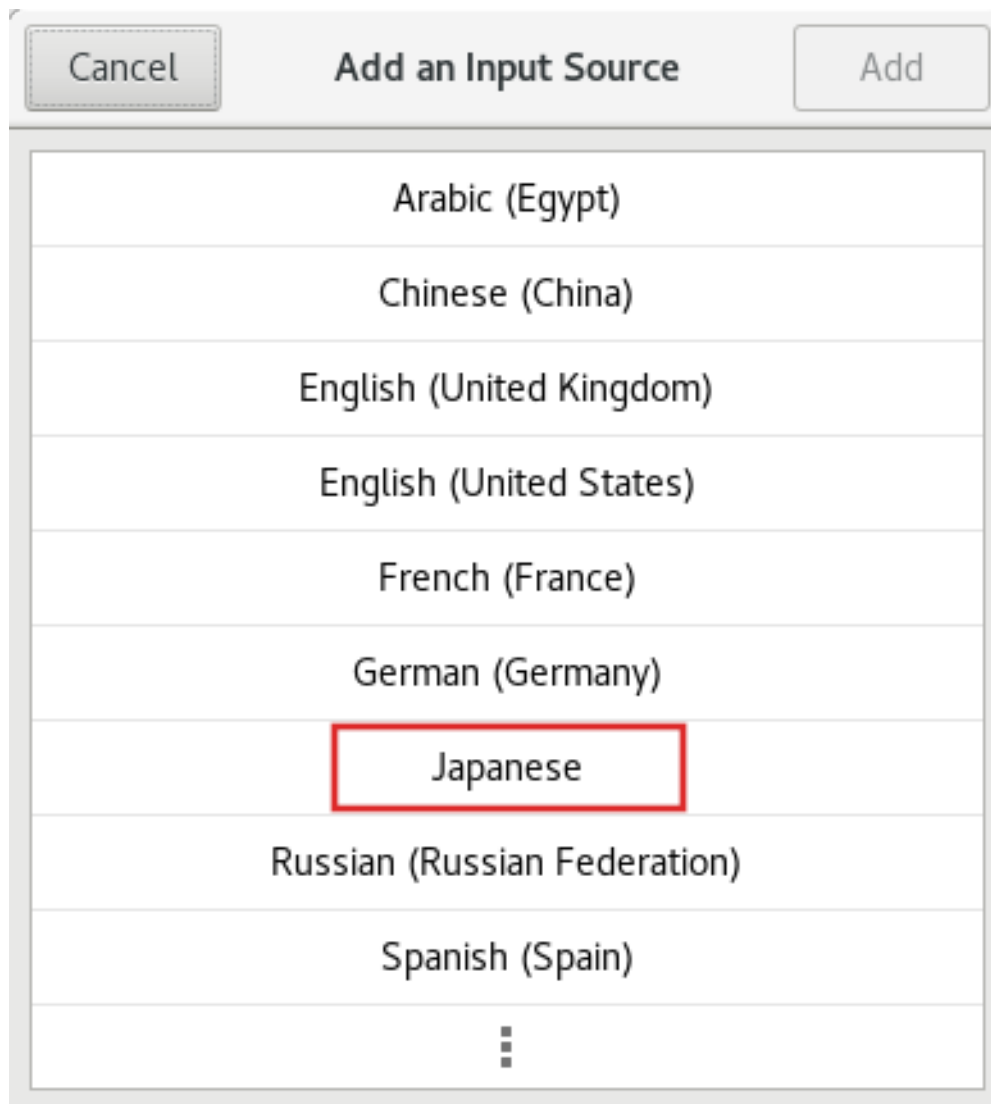 Cancel
Add an Input Source
Add
Arabic (Egypt)
Chinese (China)
English (United Kingdom)
English (United States)
French (France)
German (Germany)
Japanese
Russian (Russian Federation)
Spanish (Spain)